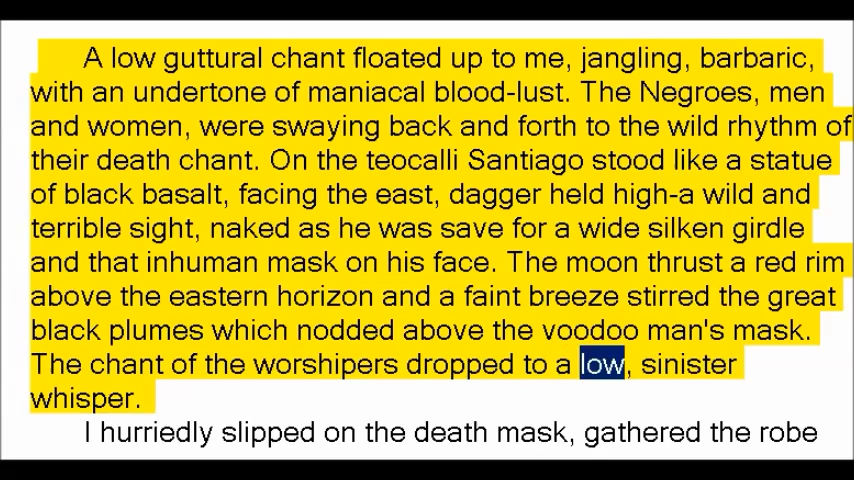 A low guttural chant floated up to me, jangling, barbaric,
with an undertone of maniacal blood-lust. The Negroes, men
and women, were swaying back and forth to the wild rhythm of
their death chant. On the teocalli Santiago stood like a statue
of black basalt, facing the east, dagger held high-a wild and
terrible sight, naked as he was save for a wide silken girdle
and that inhuman mask on his face. The moon thrust a red rim
above the eastern horizon and a faint breeze stirred the great
black plumes which nodded above the voodoo man's mask.
The chant of the worshipers dropped to a low, sinister
whisper.
I hurriedly slipped on the death mask, gathered the robe